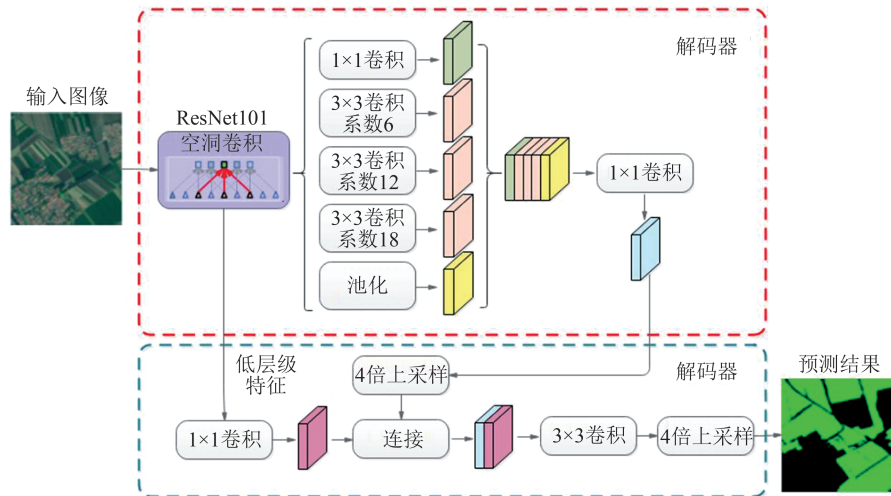 解码器
输入图像
ResNet101
空洞卷积
1×1卷积
3×3卷积
系数6
3×3卷积
系数12
3×3卷积
系数18
池化
1×1卷积
低层级
特征
4倍上采样
解码器
预测结果
1×1卷积
连接
3×3卷积
4倍上采样